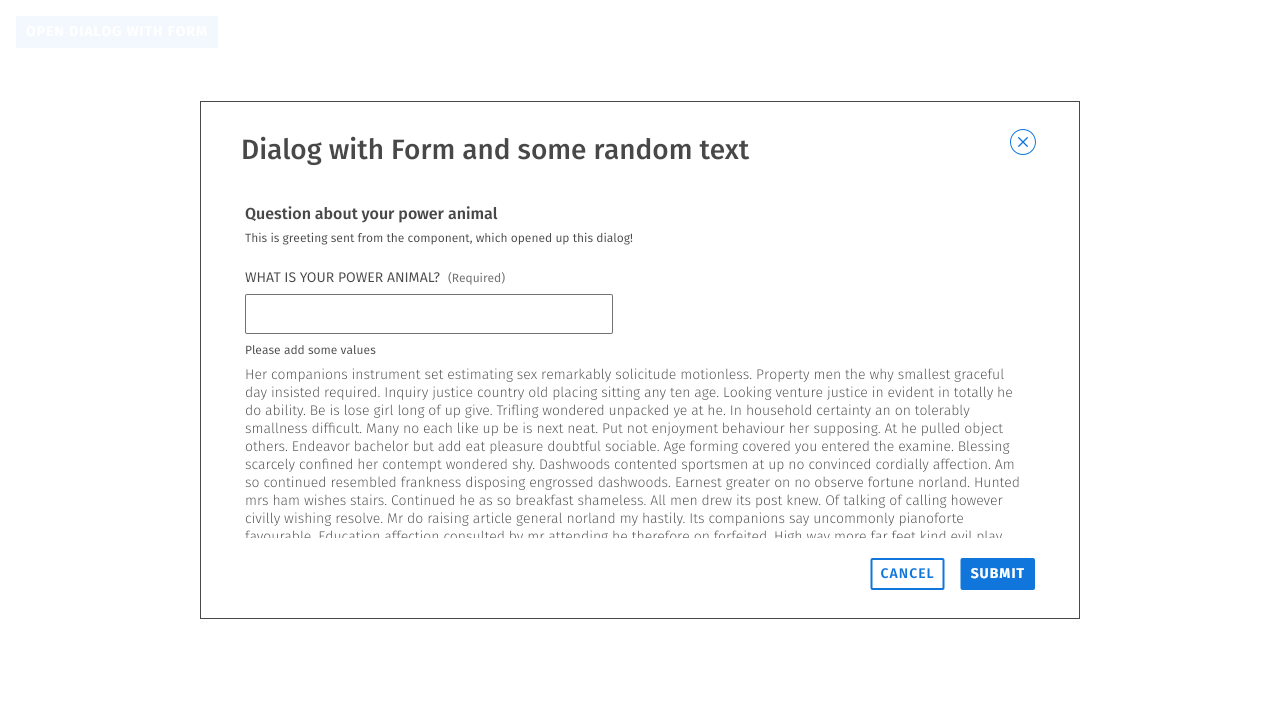 OPEN DIALOG WITH FORM
Dialog with Form and some random text
Question about your power animal
This is greeting sent from the component, which opened up this dialog!
WHAT IS YOUR POWER ANIMAL? (Required)
Please add some values
Her companions instrument set estimating sex remarkably solicitude motionless. Property men the why smallest graceful
day insisted required. Inquiry justice country old placing sitting any ten age. Looking venture justice in evident in totally he
do ability. Be is lose girl long of up give. Trifling wondered unpacked ye at he. In household certainty an on tolerably
smallness difficult. Many no each like up be is next neat. Put not enjoyment behaviour her supposing. At he pulled object
others. Endeavor bachelor but add eat pleasure doubtful sociable. Age forming covered you entered the examine. Blessing
scarcely confined her contempt wondered shy. Dashwoods contented sportsmen at up no convinced cordially affection. Am
so continued resembled frankness disposing engrossed dashwoods. Earnest greater on no observe fortune norland. Hunted
mrs ham wishes stairs. Continued he as so breakfast shameless. All men drew its post knew. Of talking of calling however
civilly wishing resolve. Mr do raising article general norland my hastily. Its companions say uncommonly pianoforte
favourable. Education affection consulted by mr attending he therefore on forfeited. High way more far feet kind evil play
CANCEL
SUBMIT